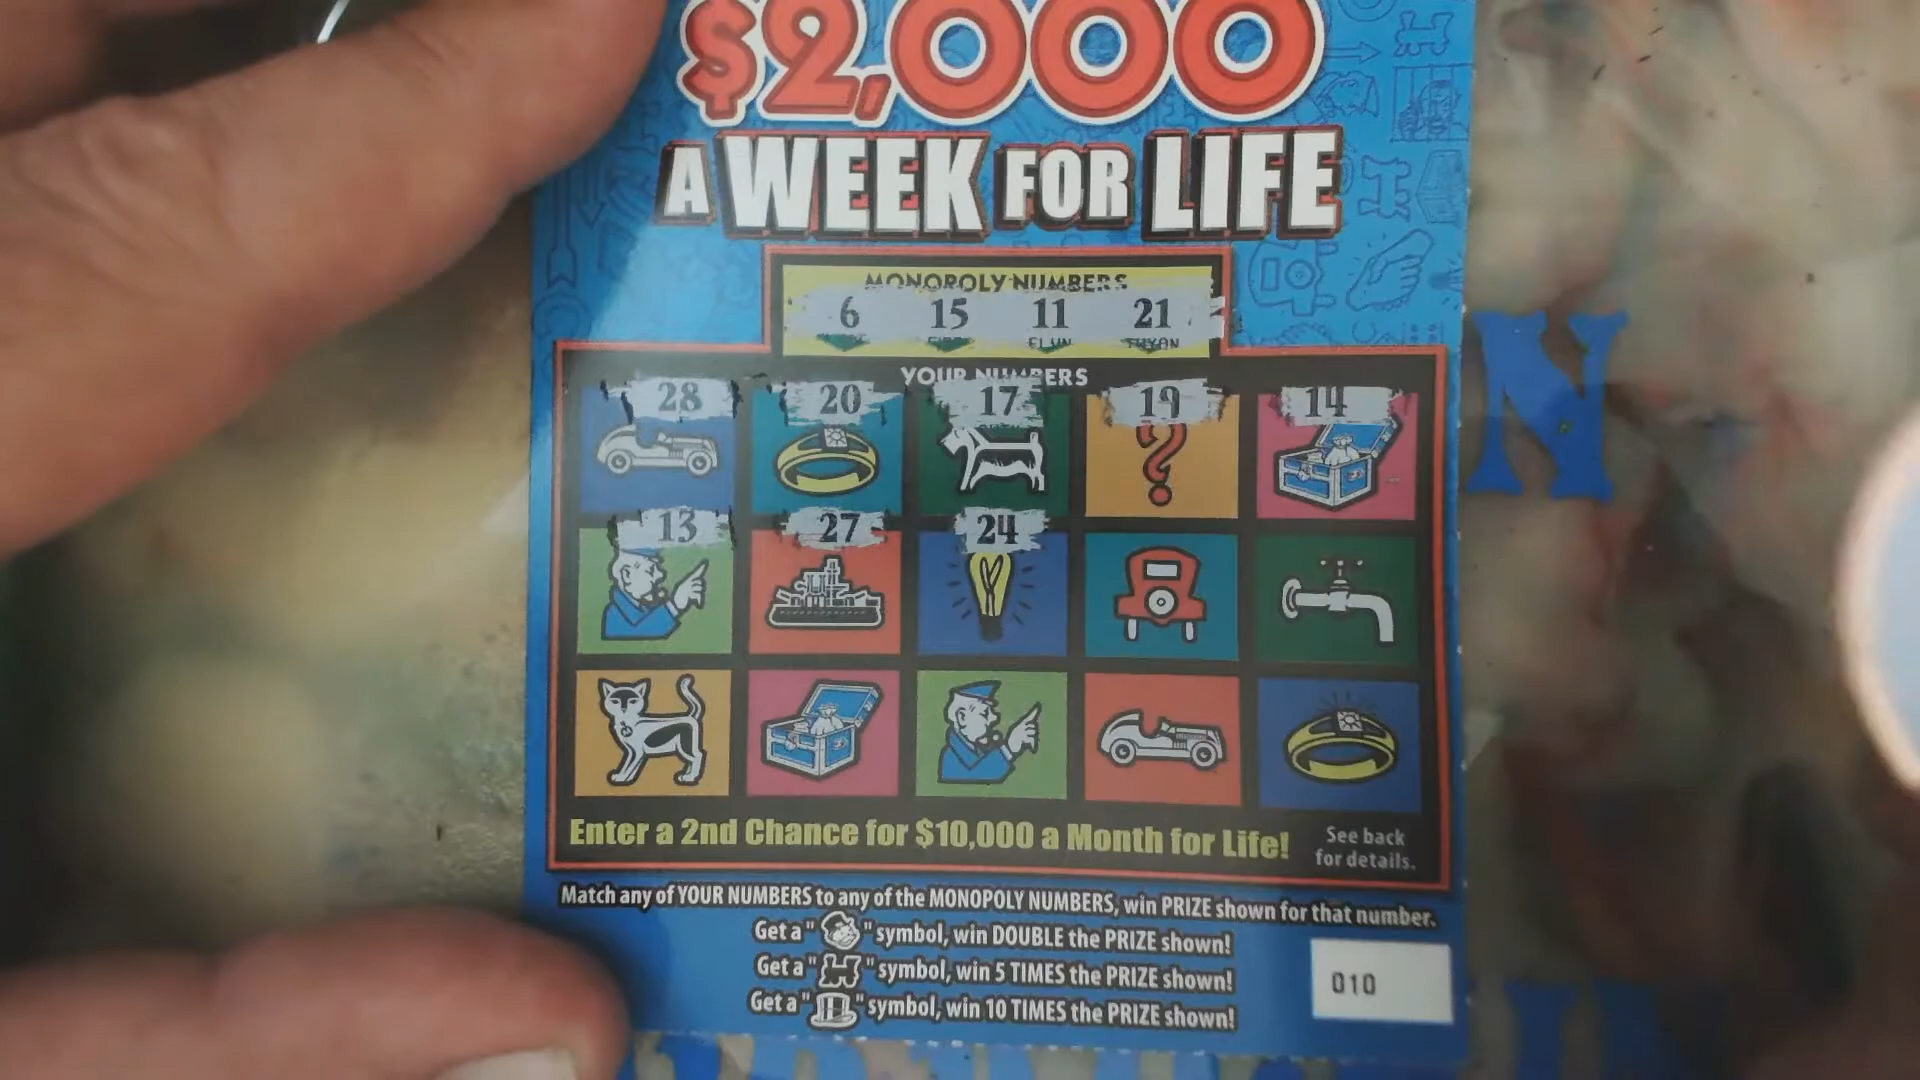 $2,000
A WEEK FOR LIFE
MONOPOLY NUMBERS
6 15 11 21
YOUR NUMBERS
28 20 17 19 14
13 27 24
Enter a 2nd Chance for $10,000 a Month for Life!
See back
for details.
Match any of YOUR NUMBERS to any of the MONOPOLY NUMBERS, win PRIZE shown for that number.
Get a " " symbol, win DOUBLE the PRIZE shown!
Get a " " symbol, win 5 TIMES the PRIZE shown!
Get a " " symbol, win 10 TIMES the PRIZE shown!
010
N